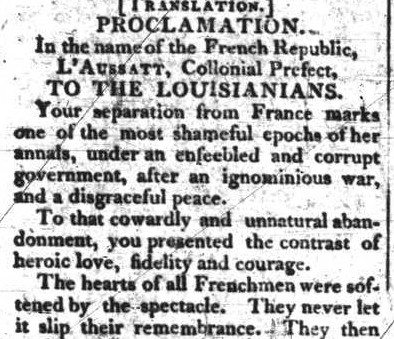 [TRANSLATION.]
PROCLAMATION.
In the name of the French Republic,
L'AUSSATT, Collonial Prefect,
TO THE LOUISIANIANS.
Your separation from France marks
one of the most shameful epochs of her
annals, under an enfeebled and corrupt
government, after an ignominious war,
and a disgraceful peace.
To that cowardly and unnatural aban-
donment, you presented the contrast of
heroic love, fidelity and courage.
The hearts of all Frenchmen were sof-
tened by the spectacle. They never let
it slip their remembrance. They then